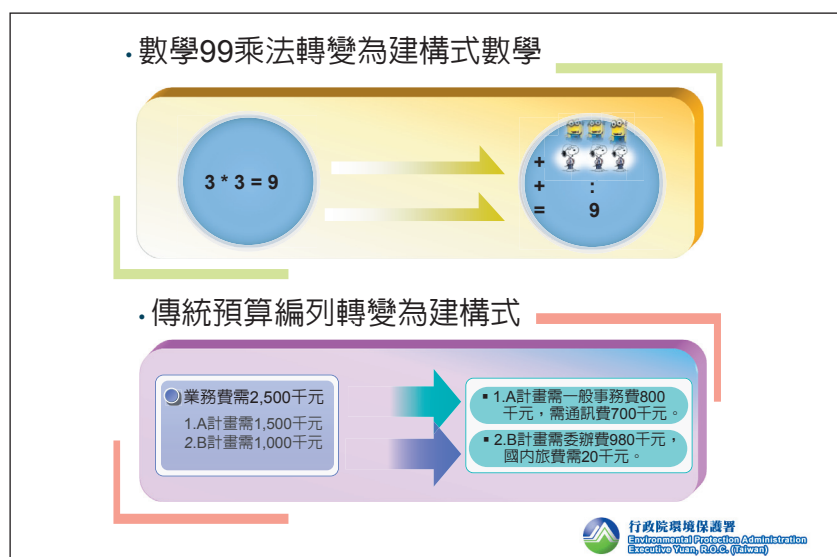 •數學99乘法轉變為建構式數學
3 * 3 = 9
+
+ :
= 9
•傳統預算編列轉變為建構式
業務費需2,500千元
1.A計畫需1,500千元
2.B計畫需1,000千元
▪ 1.A計畫需一般事務費800
千元，需通訊費700千元。
▪ 2.B計畫需委辦費980千元，
國內旅費需20千元。
行政院環境保護署
Environmental Protection Administration
Executive Yuan, R.O.C. (Taiwan)